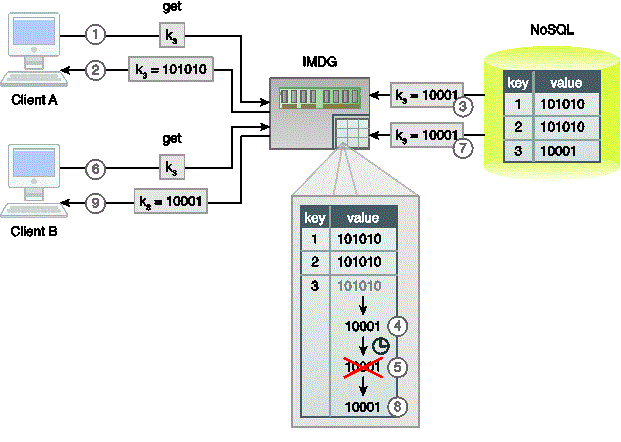 get
1
k3
2
k3 = 101010
Client A
IMDG
NoSQL
k3 = 10001
3
k3 = 10001
7
key value
1 101010
2 101010
3 10001
get
6
k3
9
k3 = 10001
Client B
key value
1 101010
2 101010
3 101010
10001 4
10001 5
10001 8